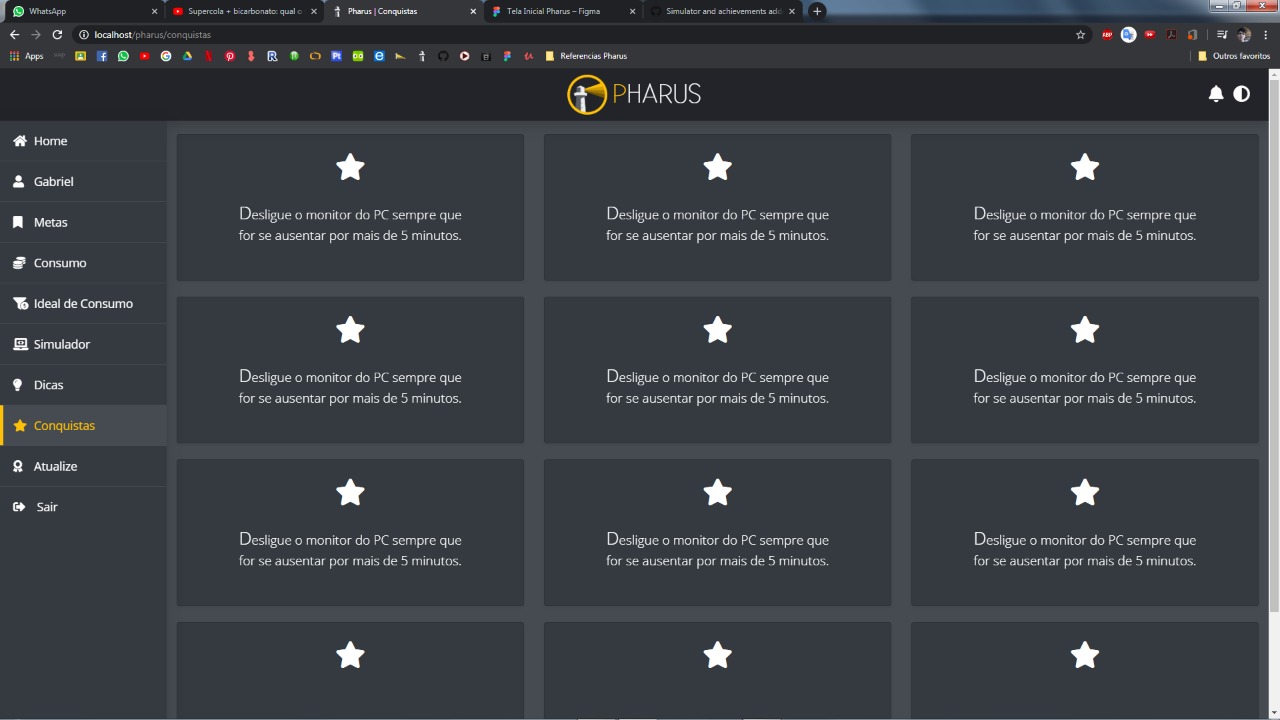 WhatsApp
Supercola + bicarbonato: qual o
Pharus | Conquistas
Tela Inicial Pharus – Figma
Simulator and achievements add
localhost/pharus/conquistas
Apps
Referencias Pharus
Outros favoritos
PHARUS
Home
Gabriel
Metas
Consumo
Ideal de Consumo
Simulador
Dicas
Conquistas
Atualize
Sair
Desligue o monitor do PC sempre que
for se ausentar por mais de 5 minutos.
Desligue o monitor do PC sempre que
for se ausentar por mais de 5 minutos.
Desligue o monitor do PC sempre que
for se ausentar por mais de 5 minutos.
Desligue o monitor do PC sempre que
for se ausentar por mais de 5 minutos.
Desligue o monitor do PC sempre que
for se ausentar por mais de 5 minutos.
Desligue o monitor do PC sempre que
for se ausentar por mais de 5 minutos.
Desligue o monitor do PC sempre que
for se ausentar por mais de 5 minutos.
Desligue o monitor do PC sempre que
for se ausentar por mais de 5 minutos.
Desligue o monitor do PC sempre que
for se ausentar por mais de 5 minutos.